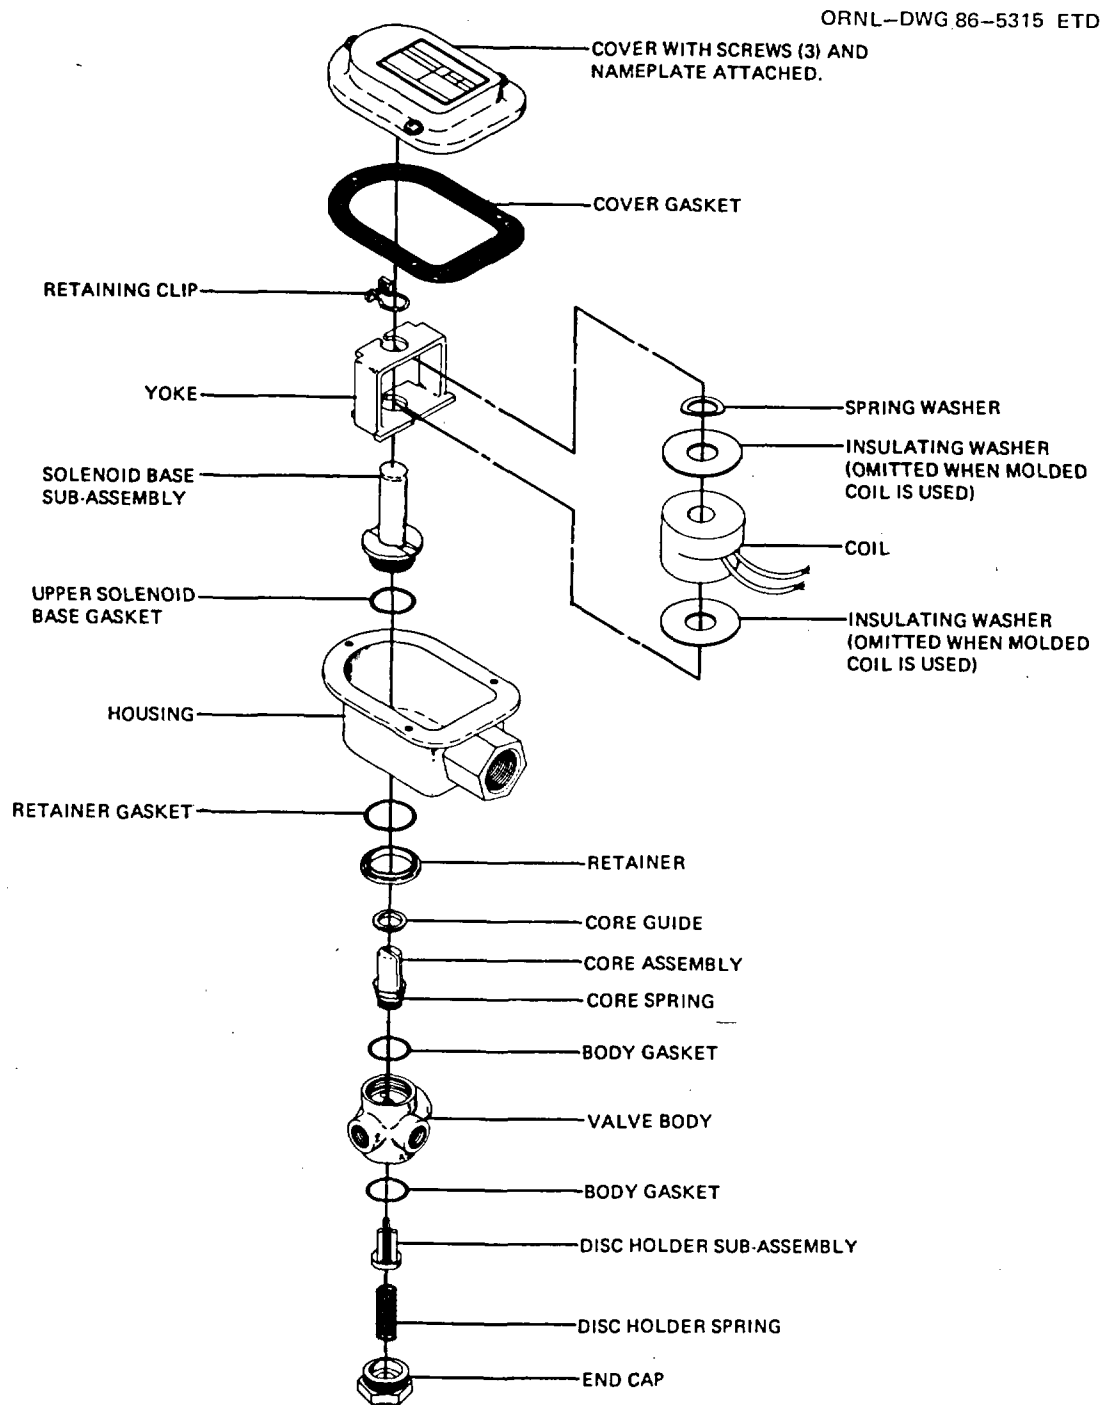 ORNL-DWG 86-5315 ETD
COVER WITH SCREWS (3) AND
NAMEPLATE ATTACHED.
COVER GASKET
RETAINING CLIP
YOKE
SPRING WASHER
INSULATING WASHER
(OMITTED WHEN MOLDED
COIL IS USED)
SOLENOID BASE
SUB-ASSEMBLY
COIL
UPPER SOLENOID
BASE GASKET
INSULATING WASHER
(OMITTED WHEN MOLDED
COIL IS USED)
HOUSING
RETAINER GASKET
RETAINER
CORE GUIDE
CORE ASSEMBLY
CORE SPRING
BODY GASKET
VALVE BODY
BODY GASKET
DISC HOLDER SUB-ASSEMBLY
DISC HOLDER SPRING
END CAP